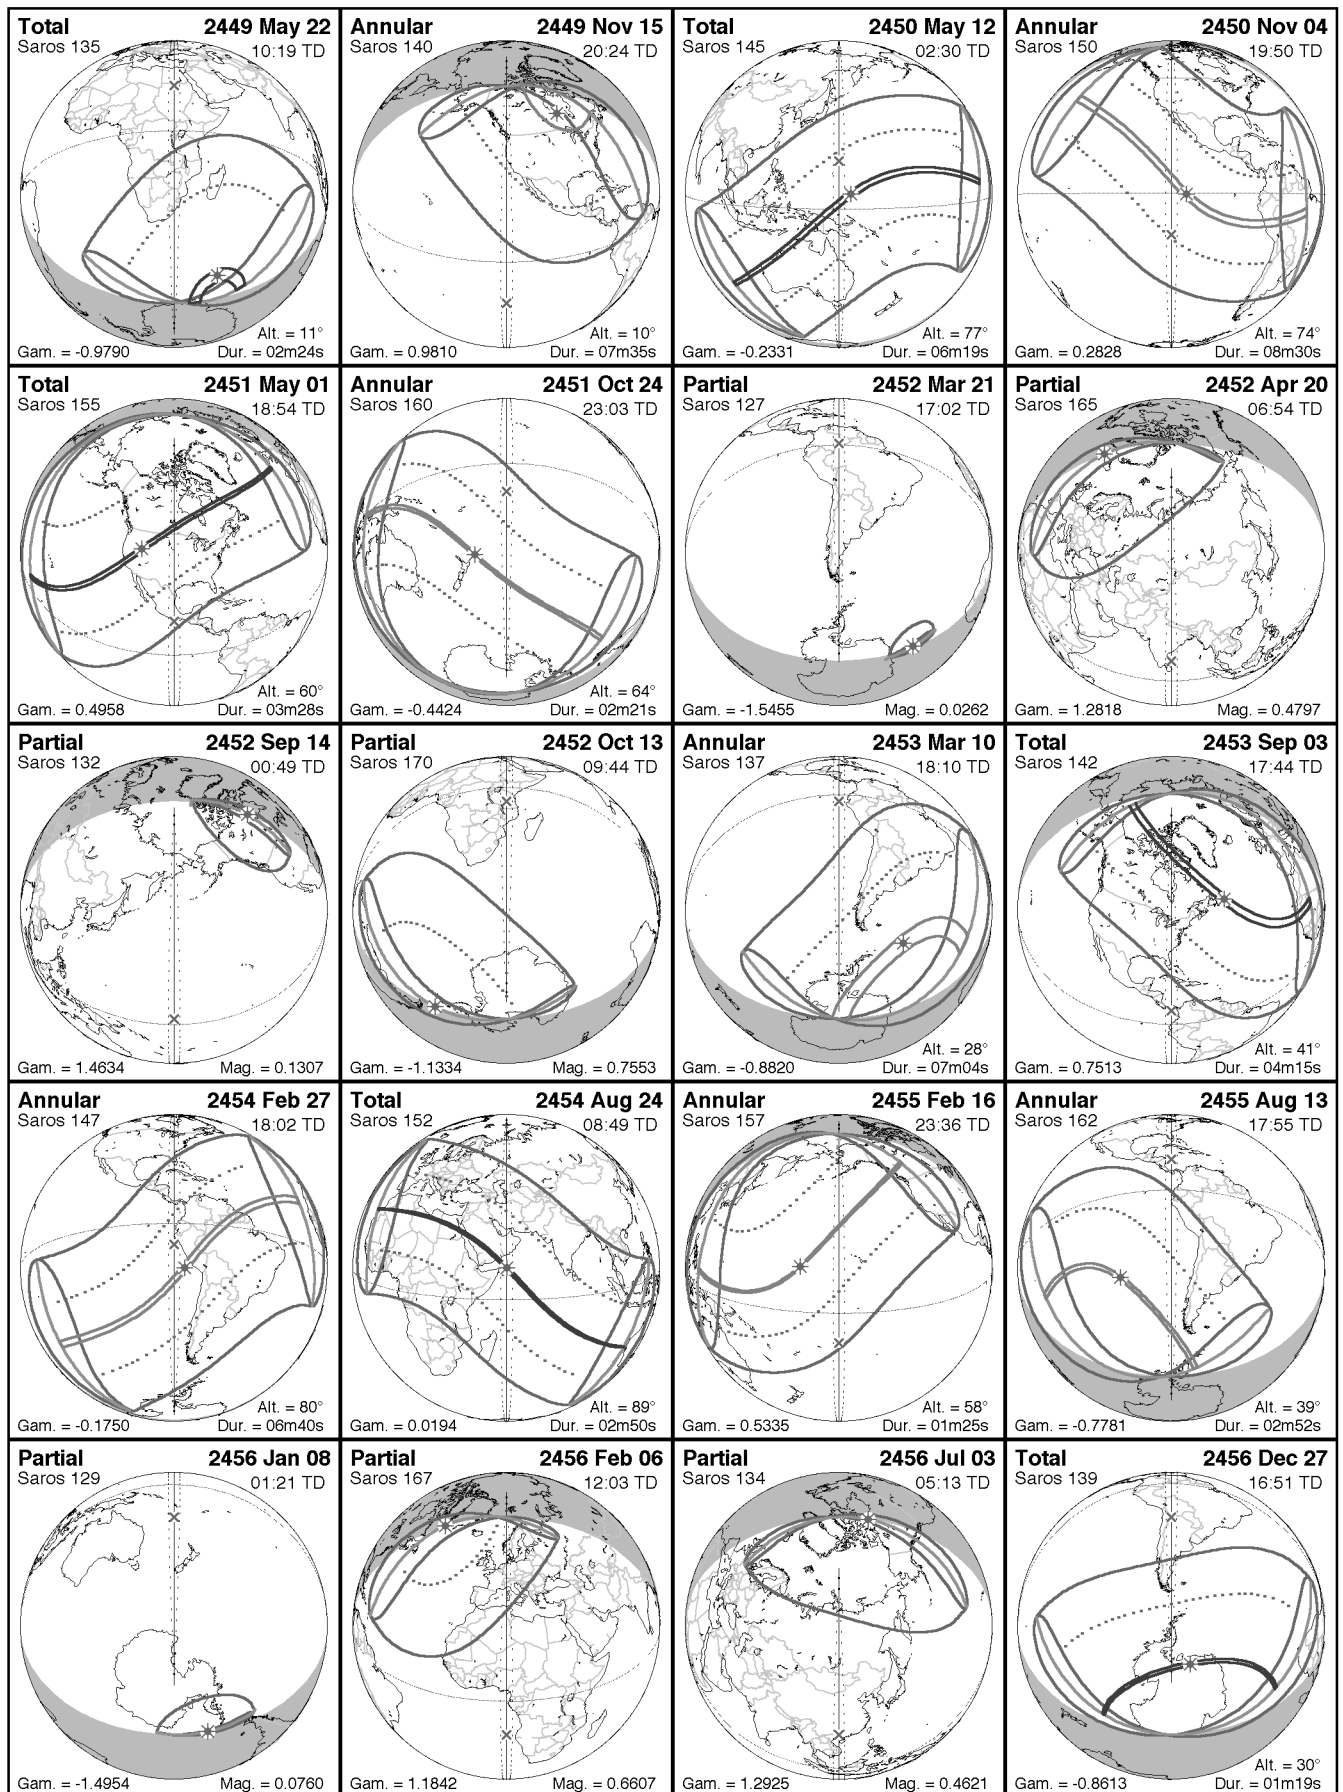 Total 2449 May 22
Saros 135 10:19 TD
Alt. = 11°
Gam. = -0.9790 Dur. = 02m24s
Annular 2449 Nov 15
Saros 140 20:24 TD
Alt. = 10°
Gam. = 0.9810 Dur. = 07m35s
Total 2450 May 12
Saros 145 02:30 TD
Alt. = 77°
Gam. = -0.2331 Dur. = 06m19s
Annular 2450 Nov 04
Saros 150 19:50 TD
Alt. = 74°
Gam. = 0.2828 Dur. = 08m30s
Total 2451 May 01
Saros 155 18:54 TD
Alt. = 60°
Gam. = 0.4958 Dur. = 03m28s
Annular 2451 Oct 24
Saros 160 23:03 TD
Alt. = 64°
Gam. = -0.4424 Dur. = 02m21s
Partial 2452 Mar 21
Saros 127 17:02 TD
Gam. = -1.5455 Mag. = 0.0262
Partial 2452 Apr 20
Saros 165 06:54 TD
Gam. = 1.2818 Mag. = 0.4797
Partial 2452 Sep 14
Saros 132 00:49 TD
Gam. = 1.4634 Mag. = 0.1307
Partial 2452 Oct 13
Saros 170 09:44 TD
Gam. = -1.1334 Mag. = 0.7553
Annular 2453 Mar 10
Saros 137 18:10 TD
Alt. = 28°
Gam. = -0.8820 Dur. = 07m04s
Total 2453 Sep 03
Saros 142 17:44 TD
Alt. = 41°
Gam. = 0.7513 Dur. = 04m15s
Annular 2454 Feb 27
Saros 147 18:02 TD
Alt. = 80°
Gam. = -0.1750 Dur. = 06m40s
Total 2454 Aug 24
Saros 152 08:49 TD
Alt. = 89°
Gam. = 0.0194 Dur. = 02m50s
Annular 2455 Feb 16
Saros 157 23:36 TD
Alt. = 58°
Gam. = 0.5335 Dur. = 01m25s
Annular 2455 Aug 13
Saros 162 17:55 TD
Alt. = 39°
Gam. = -0.7781 Dur. = 02m52s
Partial 2456 Jan 08
Saros 129 01:21 TD
Gam. = -1.4954 Mag. = 0.0760
Partial 2456 Feb 06
Saros 167 12:03 TD
Gam. = 1.1842 Mag. = 0.6607
Partial 2456 Jul 03
Saros 134 05:13 TD
Gam. = 1.2925 Mag. = 0.4621
Total 2456 Dec 27
Saros 139 16:51 TD
Alt. = 30°
Gam. = -0.8613 Dur. = 01m19s